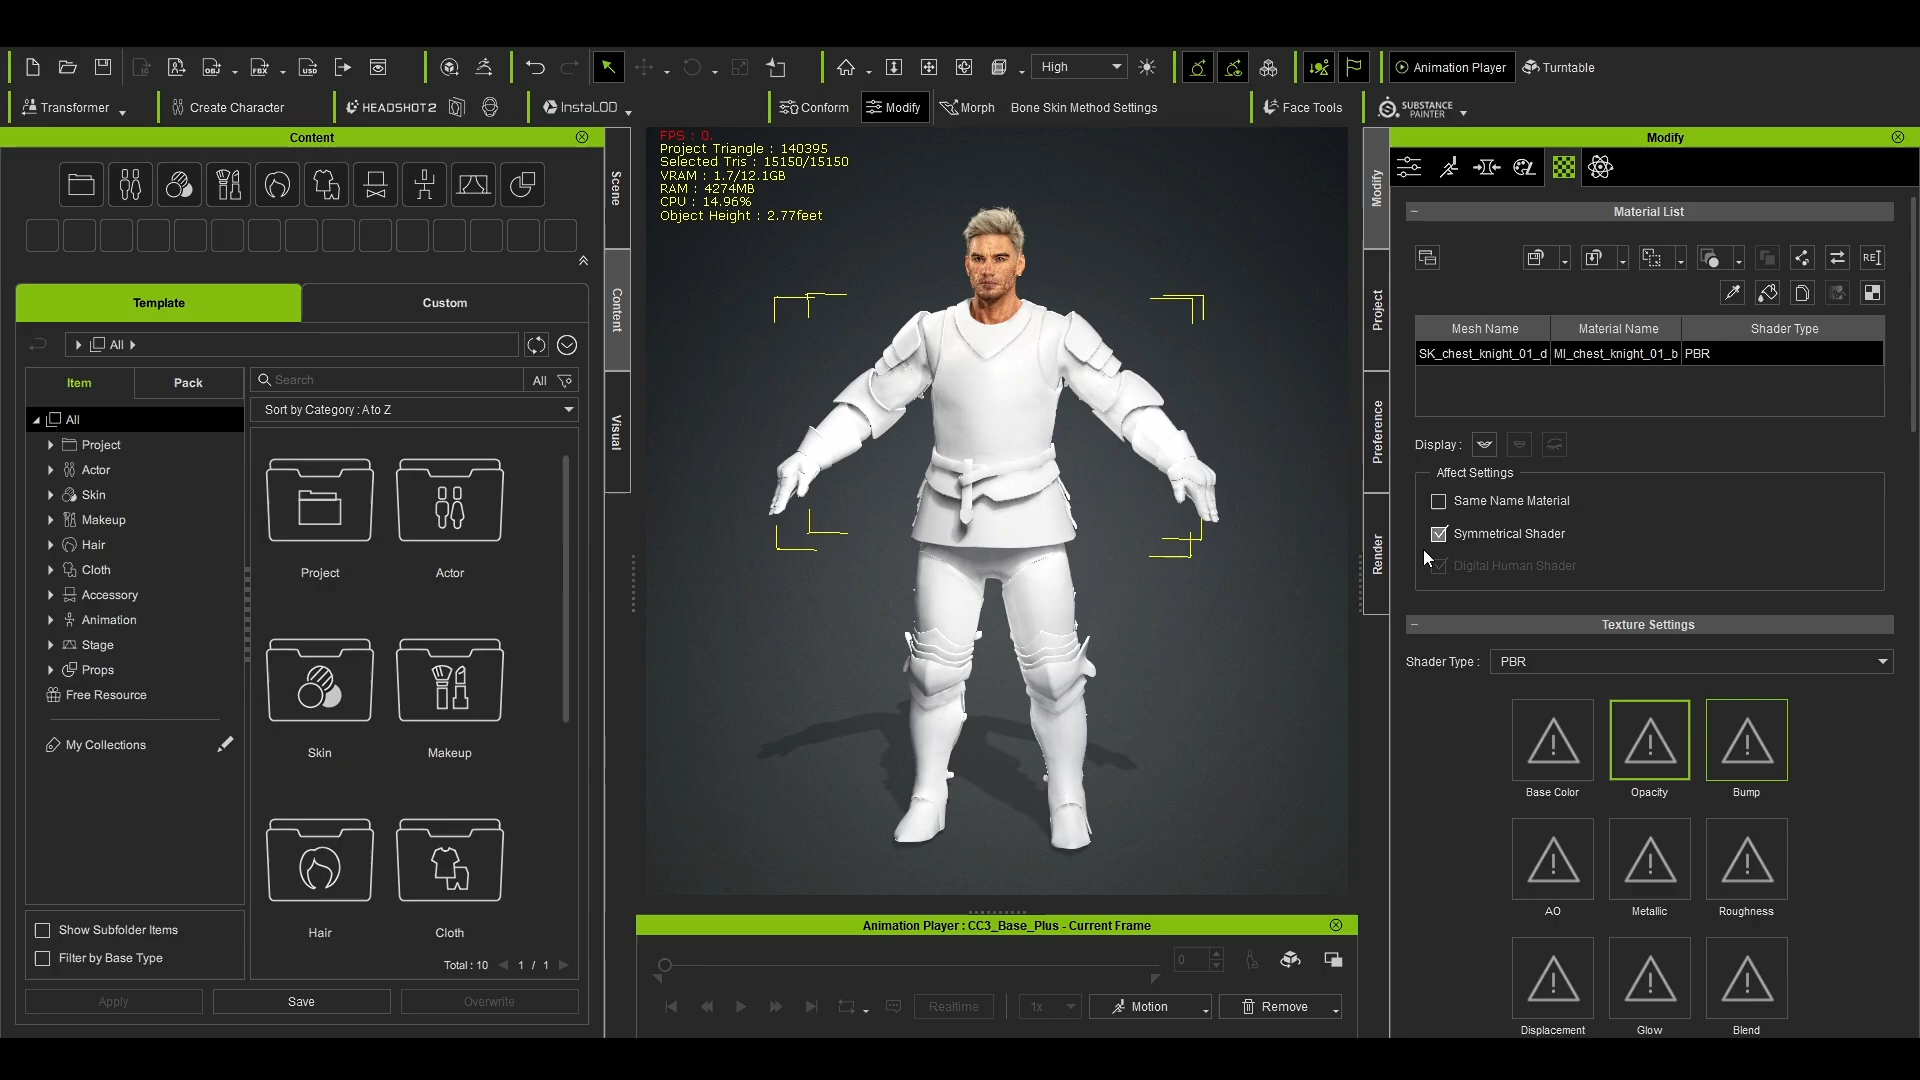 High
Animation Player
Turntable
Transformer
Create Character
HEADSHOT2
InstaLOD
Conform
Modify
Morph
Bone Skin Method Settings
Face Tools
SUBSTANCE
PAINTER
Content
Template
Custom
All
Item
Pack
Search
All
Sort by Category : A to Z
All
Project
Actor
Skin
Makeup
Hair
Cloth
Accessory
Animation
Stage
Props
Free Resource
My Collections
Project
Actor
Skin
Makeup
Hair
Cloth
Show Subfolder Items
Filter by Base Type
Total : 10
1 / 1
Apply
Save
Overwrite
Scene
Content
Visual
FPS : 0.
Project Triangle : 140395
Selected Tris : 15150/15150
VRAM : 1.7/12.1GB
RAM : 4274MB
CPU : 14.96%
Object Height : 2.77feet
Animation Player : CC3_Base_Plus - Current Frame
0
Realtime
1x
Motion
Remove
Modify
Project
Preference
Render
Modify
Material List
Mesh Name
Material Name
Shader Type
SK_chest_knight_01_d
MI_chest_knight_01_b
PBR
Display :
Affect Settings
Same Name Material
Symmetrical Shader
Digital Human Shader
Texture Settings
Shader Type :
PBR
Base Color
Opacity
Bump
AO
Metallic
Roughness
Displacement
Glow
Blend